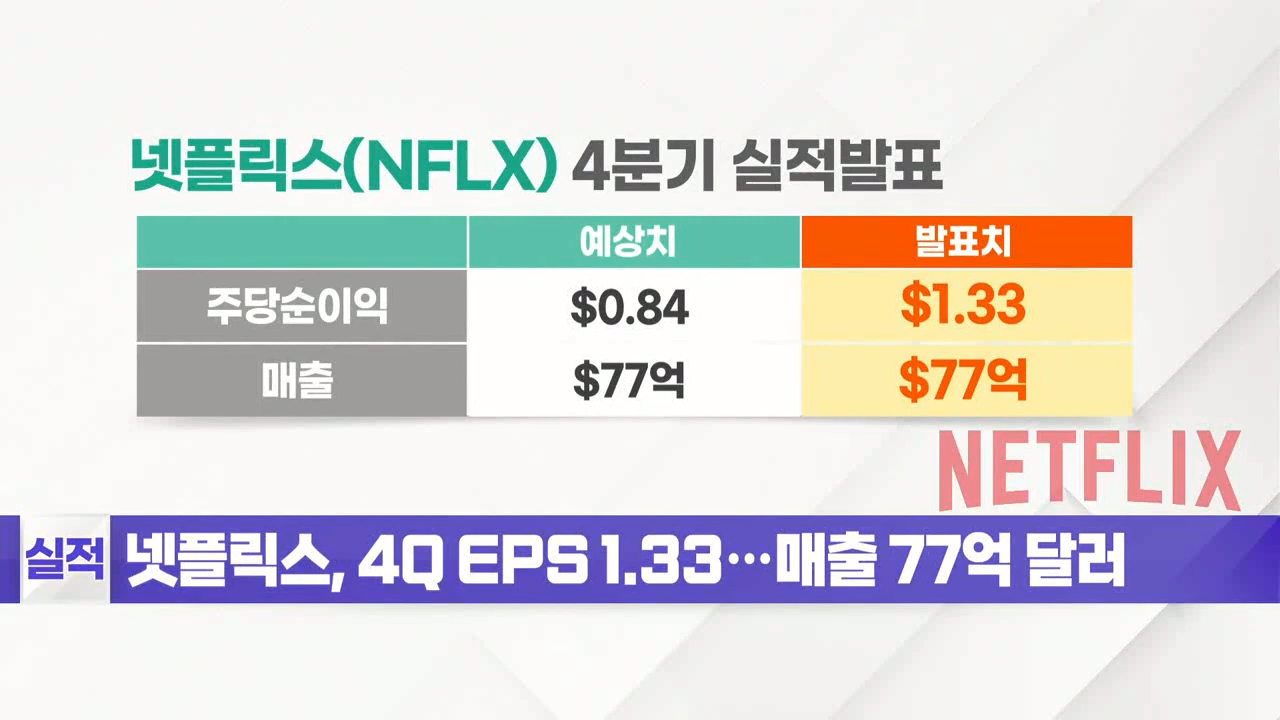 넷플릭스(NFLX) 4분기 실적발표
예상치 발표치
주당순이익 $0.84 $1.33
매출 $77억 $77억
NETFLIX
실적 넷플릭스, 4Q EPS 1.33…매출 77억 달러